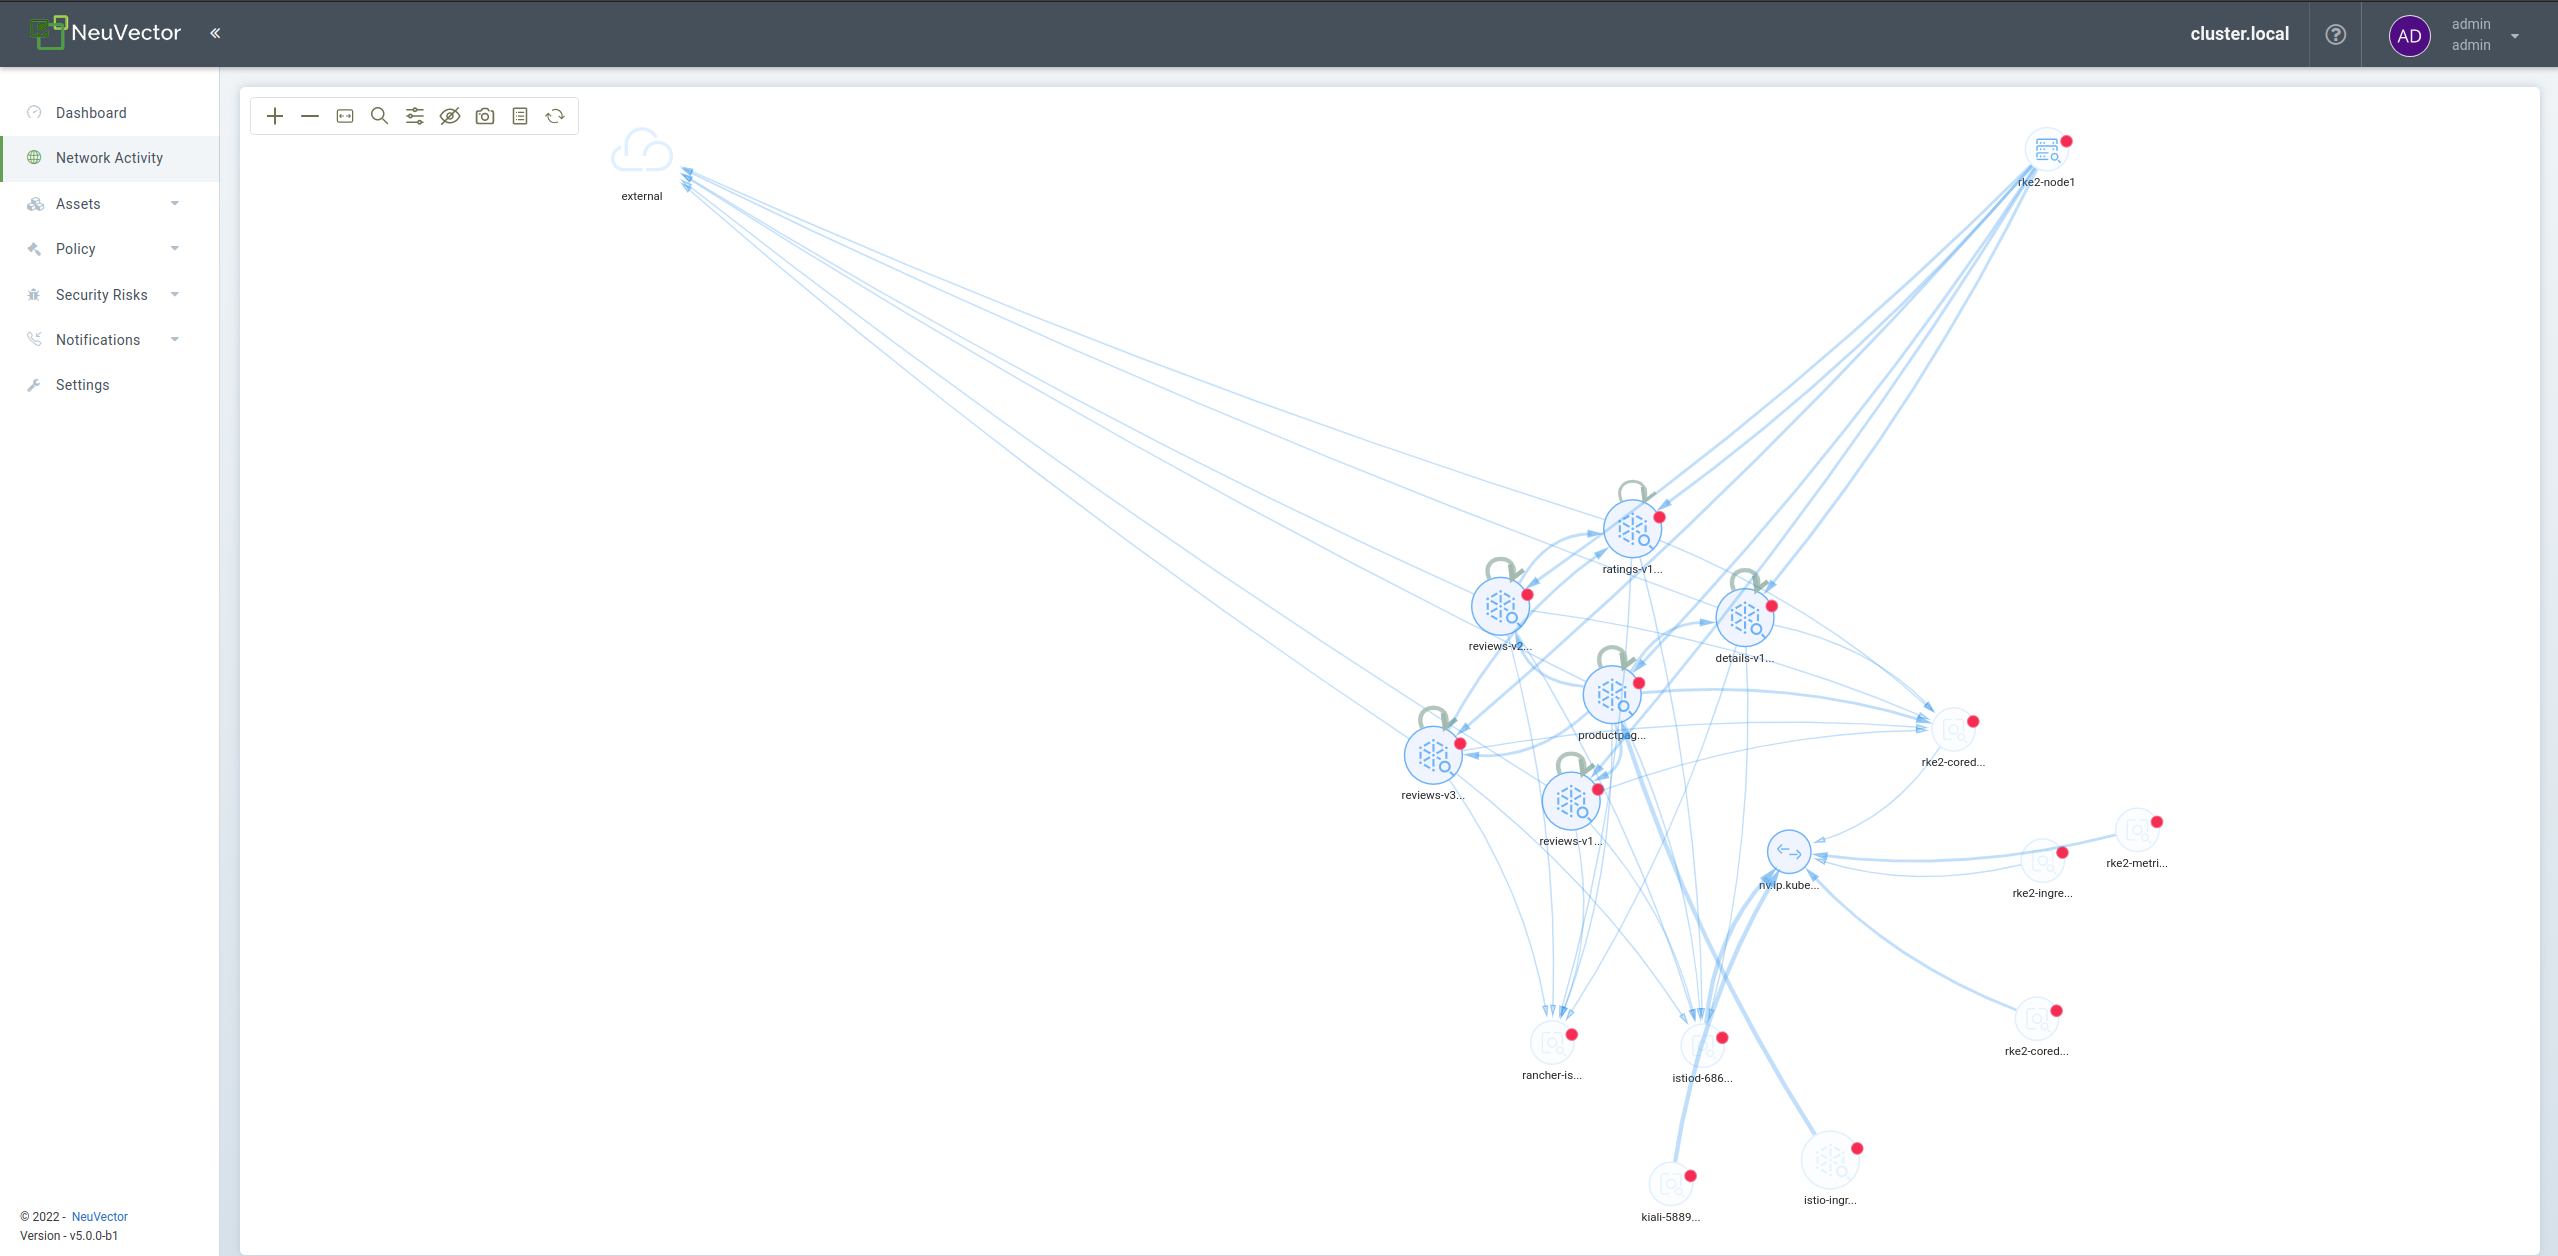 NeuVector
«
cluster.local
?
AD
admin
admin
Dashboard
Network Activity
Assets
Policy
Security Risks
Notifications
Settings
external
rke2-node1
ratings-v1...
reviews-v2...
details-v1...
productpag...
rke2-cored...
reviews-v3...
reviews-v1...
rke2-metri...
nv.ip.kube...
rke2-ingre...
rke2-cored...
rancher-is...
istiod-686...
istio-ingr...
kiali-5889...
© 2022 - NeuVector
Version - v5.0.0-b1